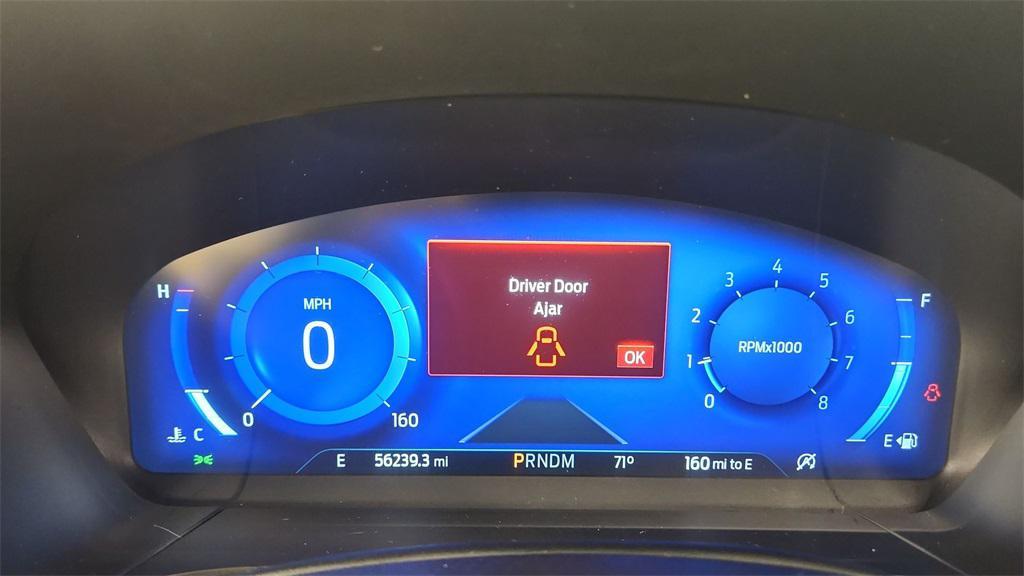 Driver Door
Ajar
OK
H
C
MPH
0
0
160
RPMx1000
0
1
2
3
4
5
6
7
8
F
E
E 56239.3 mi PRNDM 71° 160 mi to E